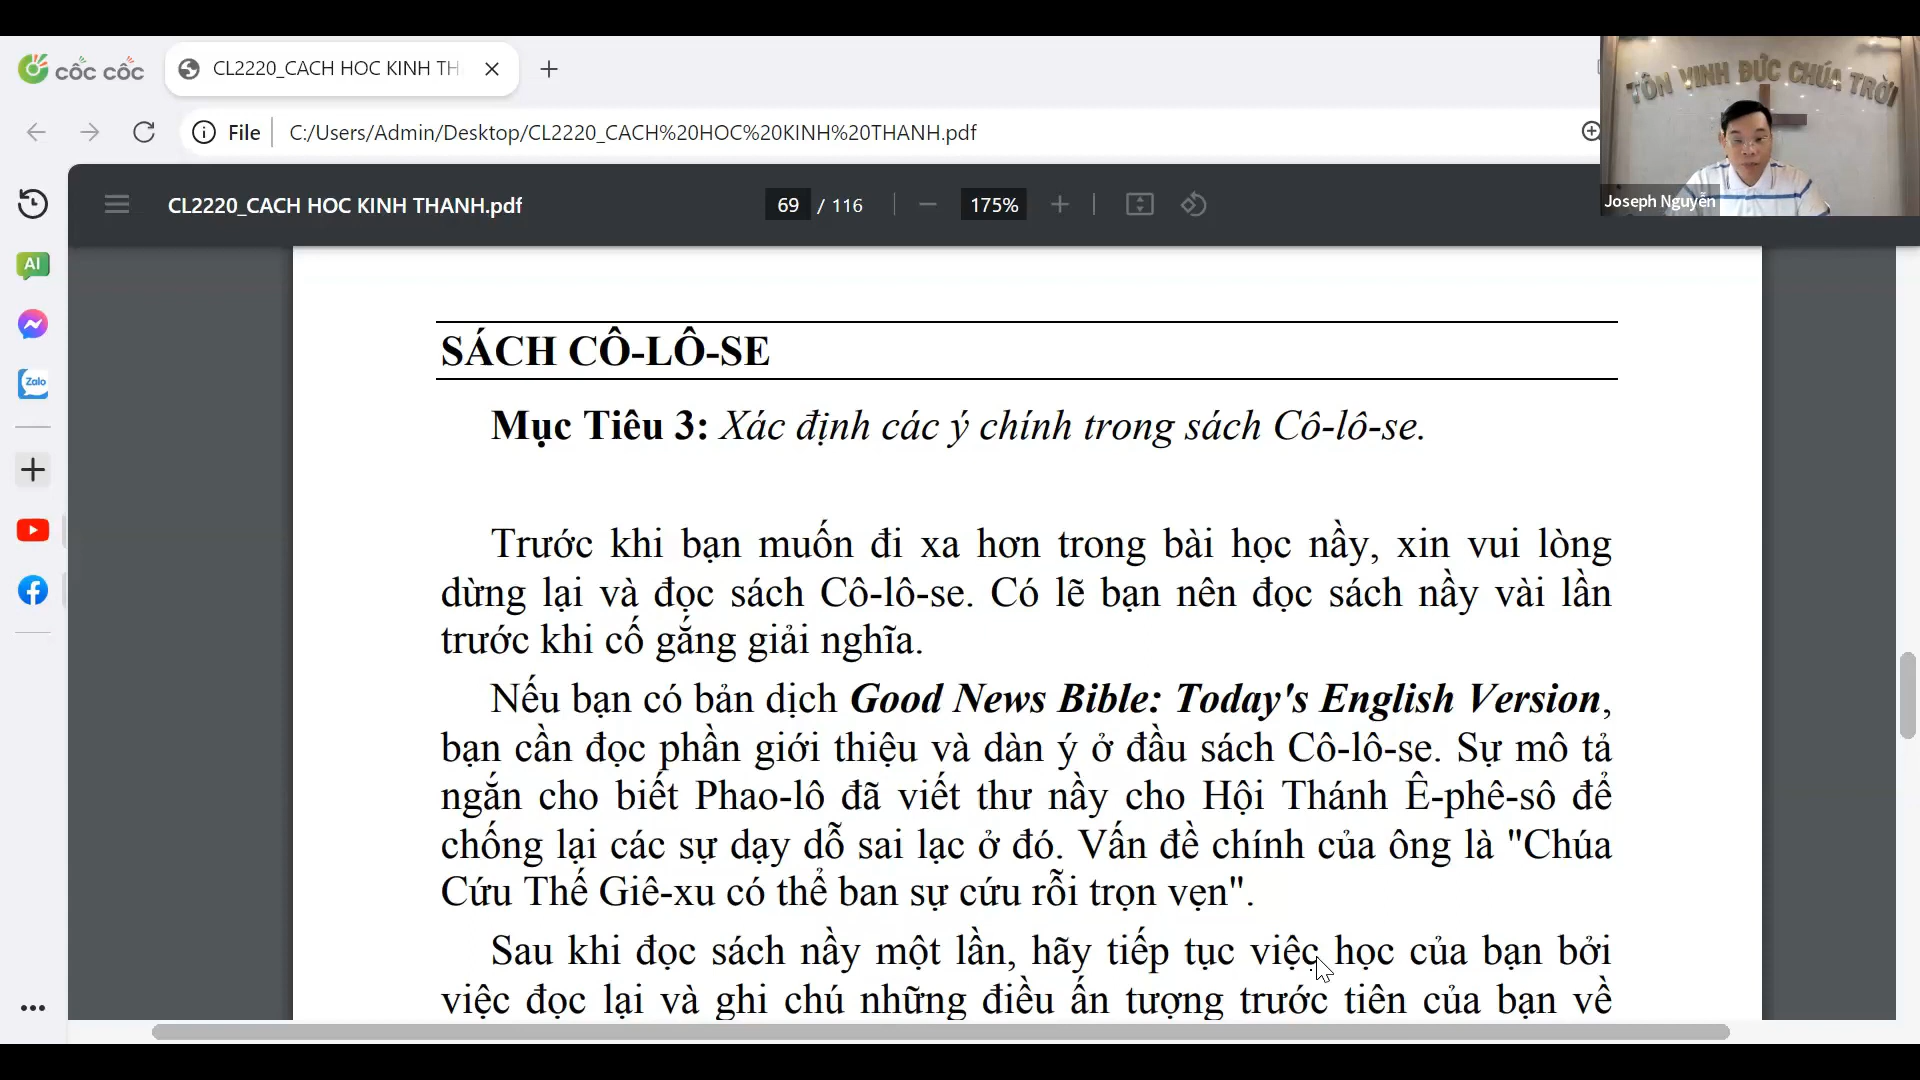 cốc cốc
CL2220_CACH HOC KINH TH
File
C:/Users/Admin/Desktop/CL2220_CACH%20HOC%20KINH%20THANH.pdf
TÔN VINH ĐỨC CHÚA TRỜI
Joseph Nguyễn
AI
Zalo
CL2220_CACH HOC KINH THANH.pdf
69 / 116
175%
SÁCH CÔ-LÔ-SE
Mục Tiêu 3: Xác định các ý chính trong sách Cô-lô-se.
Trước khi bạn muốn đi xa hơn trong bài học nầy, xin vui lòng
dừng lại và đọc sách Cô-lô-se. Có lẽ bạn nên đọc sách nầy vài lần
trước khi cố gắng giải nghĩa.
Nếu bạn có bản dịch Good News Bible: Today's English Version,
bạn cần đọc phần giới thiệu và dàn ý ở đầu sách Cô-lô-se. Sự mô tả
ngắn cho biết Phao-lô đã viết thư nầy cho Hội Thánh Ê-phê-sô để
chống lại các sự dạy dỗ sai lạc ở đó. Vấn đề chính của ông là "Chúa
Cứu Thế Giê-xu có thể ban sự cứu rỗi trọn vẹn".
Sau khi đọc sách nầy một lần, hãy tiếp tục việc học của bạn bởi
việc đọc lại và ghi chú những điều ấn tượng trước tiên của bạn về